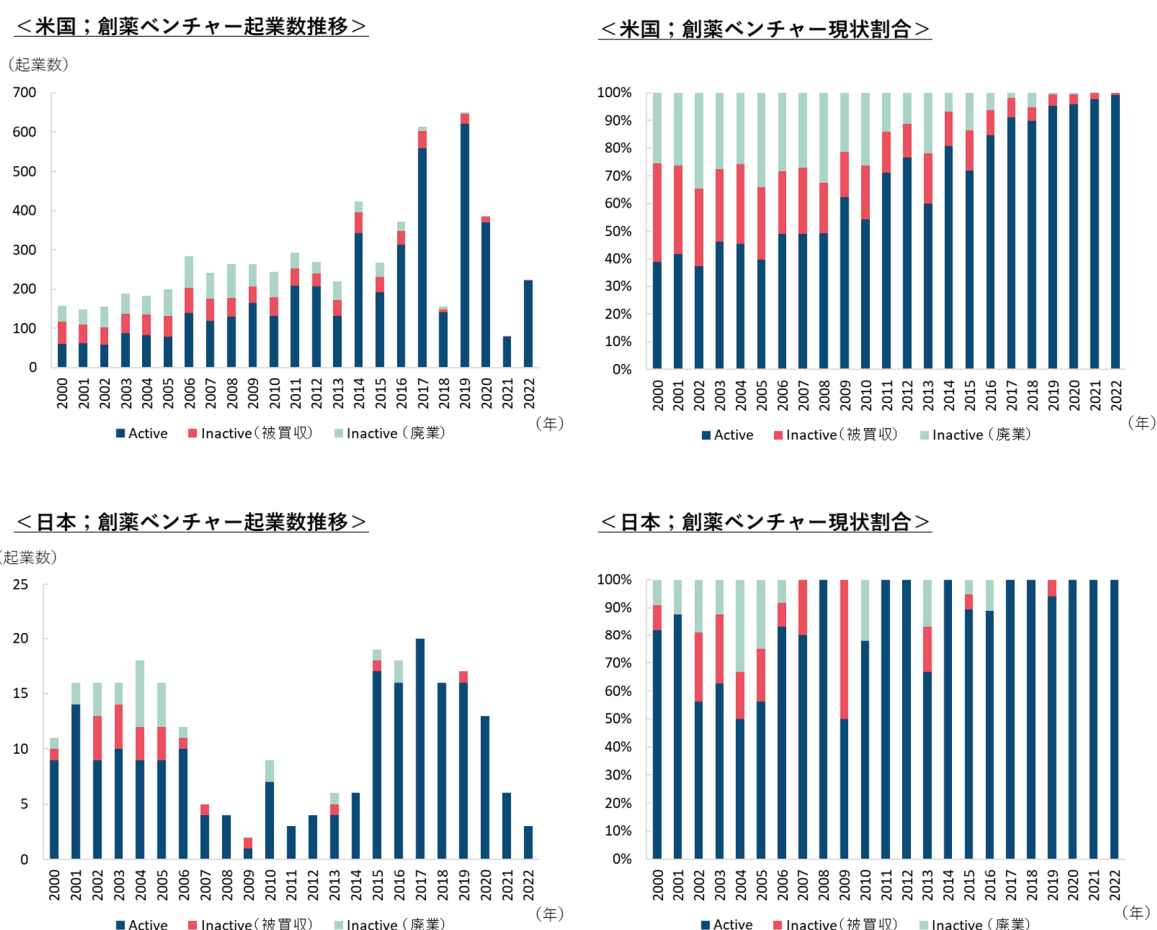 ＜米国；創薬ベンチャー起業数推移＞
（起業数）
700
600
500
400
300
200
100
0
2000 2001 2002 2003 2004 2005 2006 2007 2008 2009 2010 2011 2012 2013 2014 2015 2016 2017 2018 2019 2020 2021 2022
（年）
Active Inactive（被買収） Inactive（廃業）
＜米国；創薬ベンチャー現状割合＞
100%
90%
80%
70%
60%
50%
40%
30%
20%
10%
0%
2000 2001 2002 2003 2004 2005 2006 2007 2008 2009 2010 2011 2012 2013 2014 2015 2016 2017 2018 2019 2020 2021 2022
（年）
Active Inactive（被買収） Inactive（廃業）
＜日本；創薬ベンチャー起業数推移＞
（起業数）
25
20
15
10
5
0
2000 2001 2002 2003 2004 2005 2006 2007 2008 2009 2010 2011 2012 2013 2014 2015 2016 2017 2018 2019 2020 2021 2022
（年）
Active Inactive（被買収） Inactive（廃業）
＜日本；創薬ベンチャー現状割合＞
100%
90%
80%
70%
60%
50%
40%
30%
20%
10%
0%
2000 2001 2002 2003 2004 2005 2006 2007 2008 2009 2010 2011 2012 2013 2014 2015 2016 2017 2018 2019 2020 2021 2022
（年）
Active Inactive（被買収） Inactive（廃業）